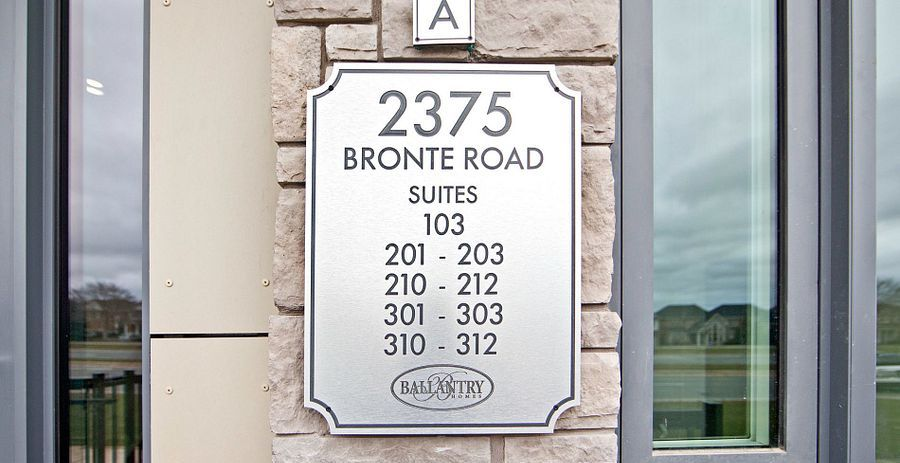 A
2375
BRONTE ROAD
SUITES
103
201 - 203
210 - 212
301 - 303
310 - 312
BALLANTRY
HOMES